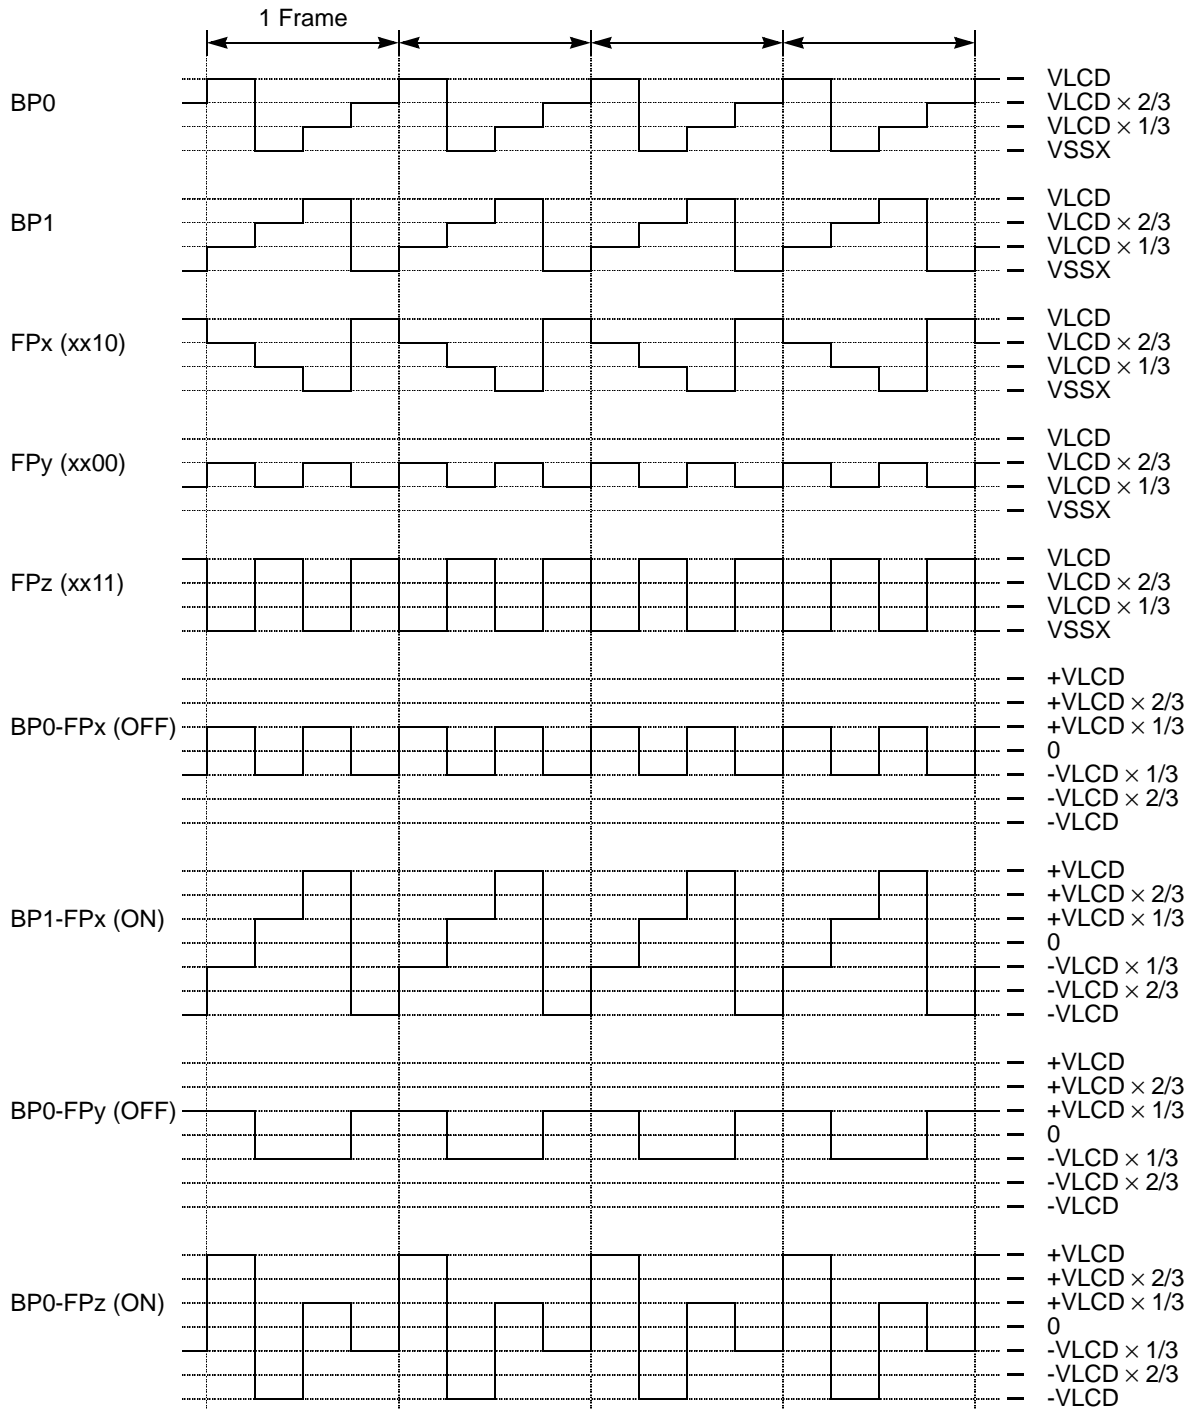 1 Frame
BP0
VLCD
VLCD × 2/3
VLCD × 1/3
VSSX
BP1
VLCD
VLCD × 2/3
VLCD × 1/3
VSSX
FPx (xx10)
VLCD
VLCD × 2/3
VLCD × 1/3
VSSX
FPy (xx00)
VLCD
VLCD × 2/3
VLCD × 1/3
VSSX
FPz (xx11)
VLCD
VLCD × 2/3
VLCD × 1/3
VSSX
BP0-FPx (OFF)
+VLCD
+VLCD × 2/3
+VLCD × 1/3
0
-VLCD × 1/3
-VLCD × 2/3
-VLCD
BP1-FPx (ON)
+VLCD
+VLCD × 2/3
+VLCD × 1/3
0
-VLCD × 1/3
-VLCD × 2/3
-VLCD
BP0-FPy (OFF)
+VLCD
+VLCD × 2/3
+VLCD × 1/3
0
-VLCD × 1/3
-VLCD × 2/3
-VLCD
BP0-FPz (ON)
+VLCD
+VLCD × 2/3
+VLCD × 1/3
0
-VLCD × 1/3
-VLCD × 2/3
-VLCD